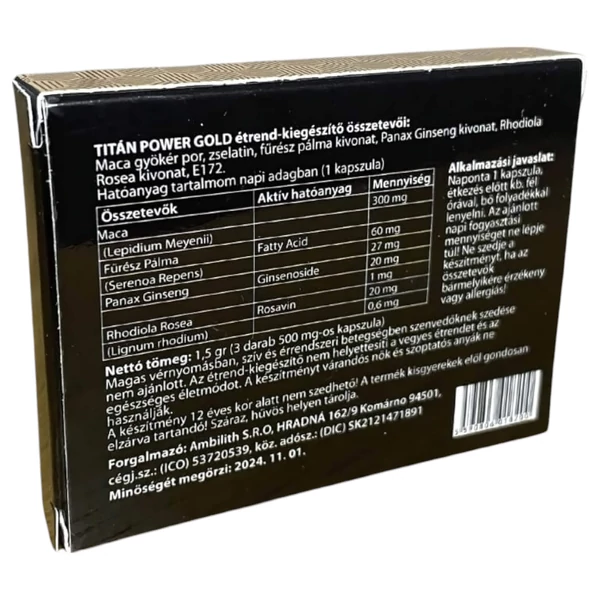 TITÁN POWER GOLD étrend-kiegészítő összetevői:
Maca gyökér por, zselatin, fűrész pálma kivonat, Panax Ginseng kivonat, Rhodiola
Rosea kivonat, E172.
Hatóanyag tartalmom napi adagban (1 kapszula)
Összetevők Aktív hatóanyag Mennyiség
Maca 300 mg
(Lepidium Meyenii)
Fűrész Pálma Fatty Acid 60 mg
(Serenoa Repens) 27 mg
Panax Ginseng Ginsenoside 20 mg
1 mg
Rhodiola Rosea Rosavin 20 mg
(Lignum rhodium) 0,6 mg
Alkalmazási javaslat:
Naponta 1 kapszula,
étkezés előtt kb. fél
órával, bő folyadékkal
lenyelni. Az ajánlott
napi fogyasztási
mennyiséget ne lépje
túl! Ne szedje a
készítményt, ha az
összetevők
bármelyikére érzékeny
vagy allergiás!
Nettó tömeg: 1,5 gr (3 darab 500 mg-os kapszula)
Magas vérnyomásban, szív és érrendszeri betegségben szenvedőknek szedése
nem ajánlott. Az étrend-kiegészítő nem helyettesíti a vegyes étrendet és az
egészséges életmódot. A készítményt várandós nők és szoptatós anyák ne
használják.
A készítmény 12 éves kor alatt nem szedhető! A termék kisgyerekek elől gondosan
elzárva tartandó! Száraz, hűvös helyen tárolja.
Forgalmazó: Ambilith S.R.O, HRADNÁ 162/9 Komárno 94501,
cégj.sz.: (ICO) 53720539, köz. adósz.: (DIC) SK2121471891
Minőségét megőrzi: 2024. 11. 01.